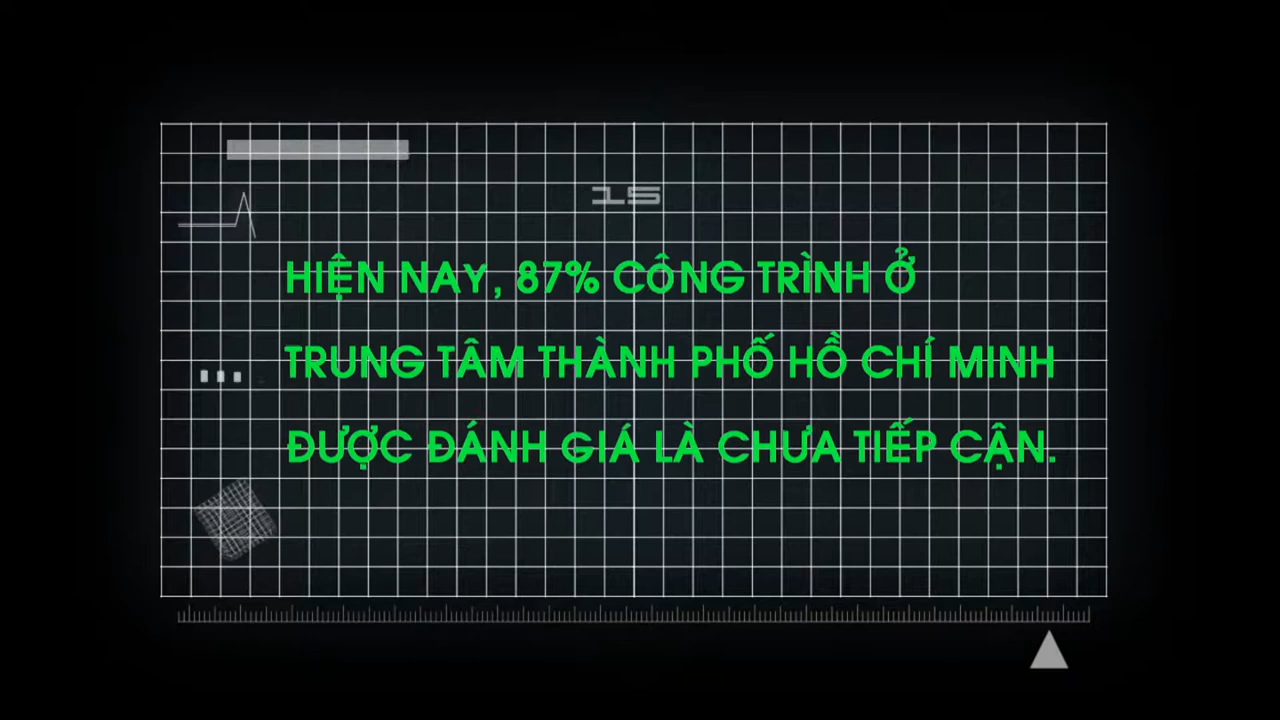 15
HIỆN NAY, 87% CÔNG TRÌNH Ở
TRUNG TÂM THÀNH PHỐ HỒ CHÍ MINH
ĐƯỢC ĐÁNH GIÁ LÀ CHƯA TIẾP CẬN.